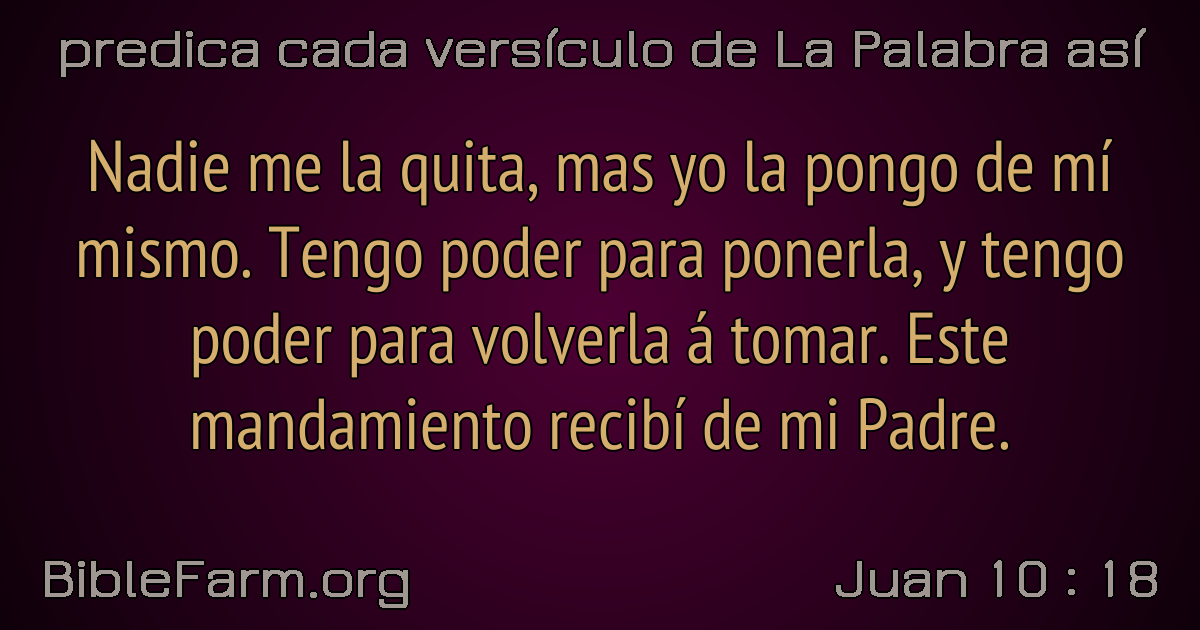 predica cada versículo de La Palabra así
Nadie me la quita, mas yo la pongo de mí
mismo. Tengo poder para ponerla, y tengo
poder para volverla á tomar. Este
mandamiento recibí de mi Padre.
BibleFarm.org
Juan 10 : 18